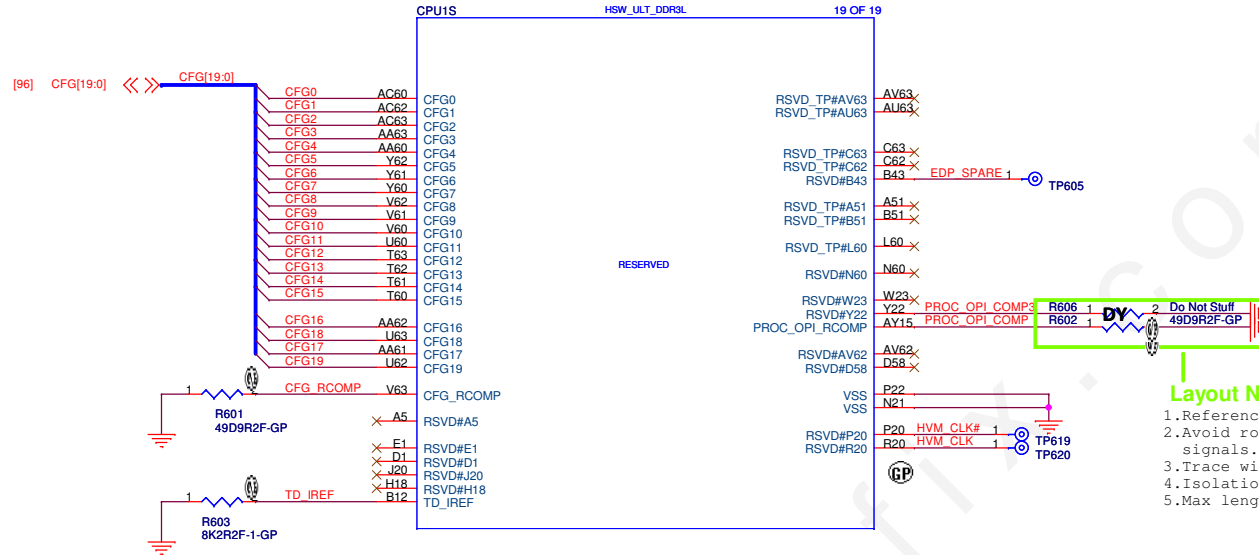 CPU1S HSW_ULT_DDR3L 19 OF 19
[96] CFG[19:0] CFG[19:0]
CFG0 AC60 CFG0
CFG1 AC62 CFG1
CFG2 AC63 CFG2
CFG3 AA63 CFG3
CFG4 AA60 CFG4
CFG5 Y62 CFG5
CFG6 Y61 CFG6
CFG7 Y60 CFG7
CFG8 V62 CFG8
CFG9 V61 CFG9
CFG10 V60 CFG10
CFG11 U60 CFG11
CFG12 T63 CFG12
CFG13 T62 CFG13
CFG14 T61 CFG14
CFG15 T60 CFG15
CFG16 AA62 CFG16
CFG18 U63 CFG18
CFG17 AA61 CFG17
CFG19 U62 CFG19
1 2 CFG_RCOMP V63 CFG_RCOMP
R601
49D9R2F-GP
A5 RSVD#A5
E1 RSVD#E1
D1 RSVD#D1
J20 RSVD#J20
H18 RSVD#H18
1 2 TD_IREF B12 TD_IREF
R603
8K2R2F-1-GP
RESERVED
RSVD_TP#AV63 AV63
RSVD_TP#AU63 AU63
RSVD_TP#C63 C63
RSVD_TP#C62 C62
RSVD#B43 B43 EDP_SPARE 1 TP605
RSVD_TP#A51 A51
RSVD_TP#B51 B51
RSVD_TP#L60 L60
RSVD#N60 N60
RSVD#W23 W23
RSVD#Y22 Y22 PROC_OPI_COMP3 R606 1 DY 2 Do Not Stuff
PROC_OPI_RCOMP AY15 PROC_OPI_COMP R602 1 49D9R2F-GP
RSVD#AV62 AV62
RSVD#D58 D58
VSS P22
VSS N21
RSVD#P20 P20 HVM_CLK# 1 TP619
RSVD#R20 R20 HVM_CLK 1 TP620
GP
Layout N
1.Referenc
2.Avoid ro
signals.
3.Trace wi
4.Isolation
5.Max leng
fix.co